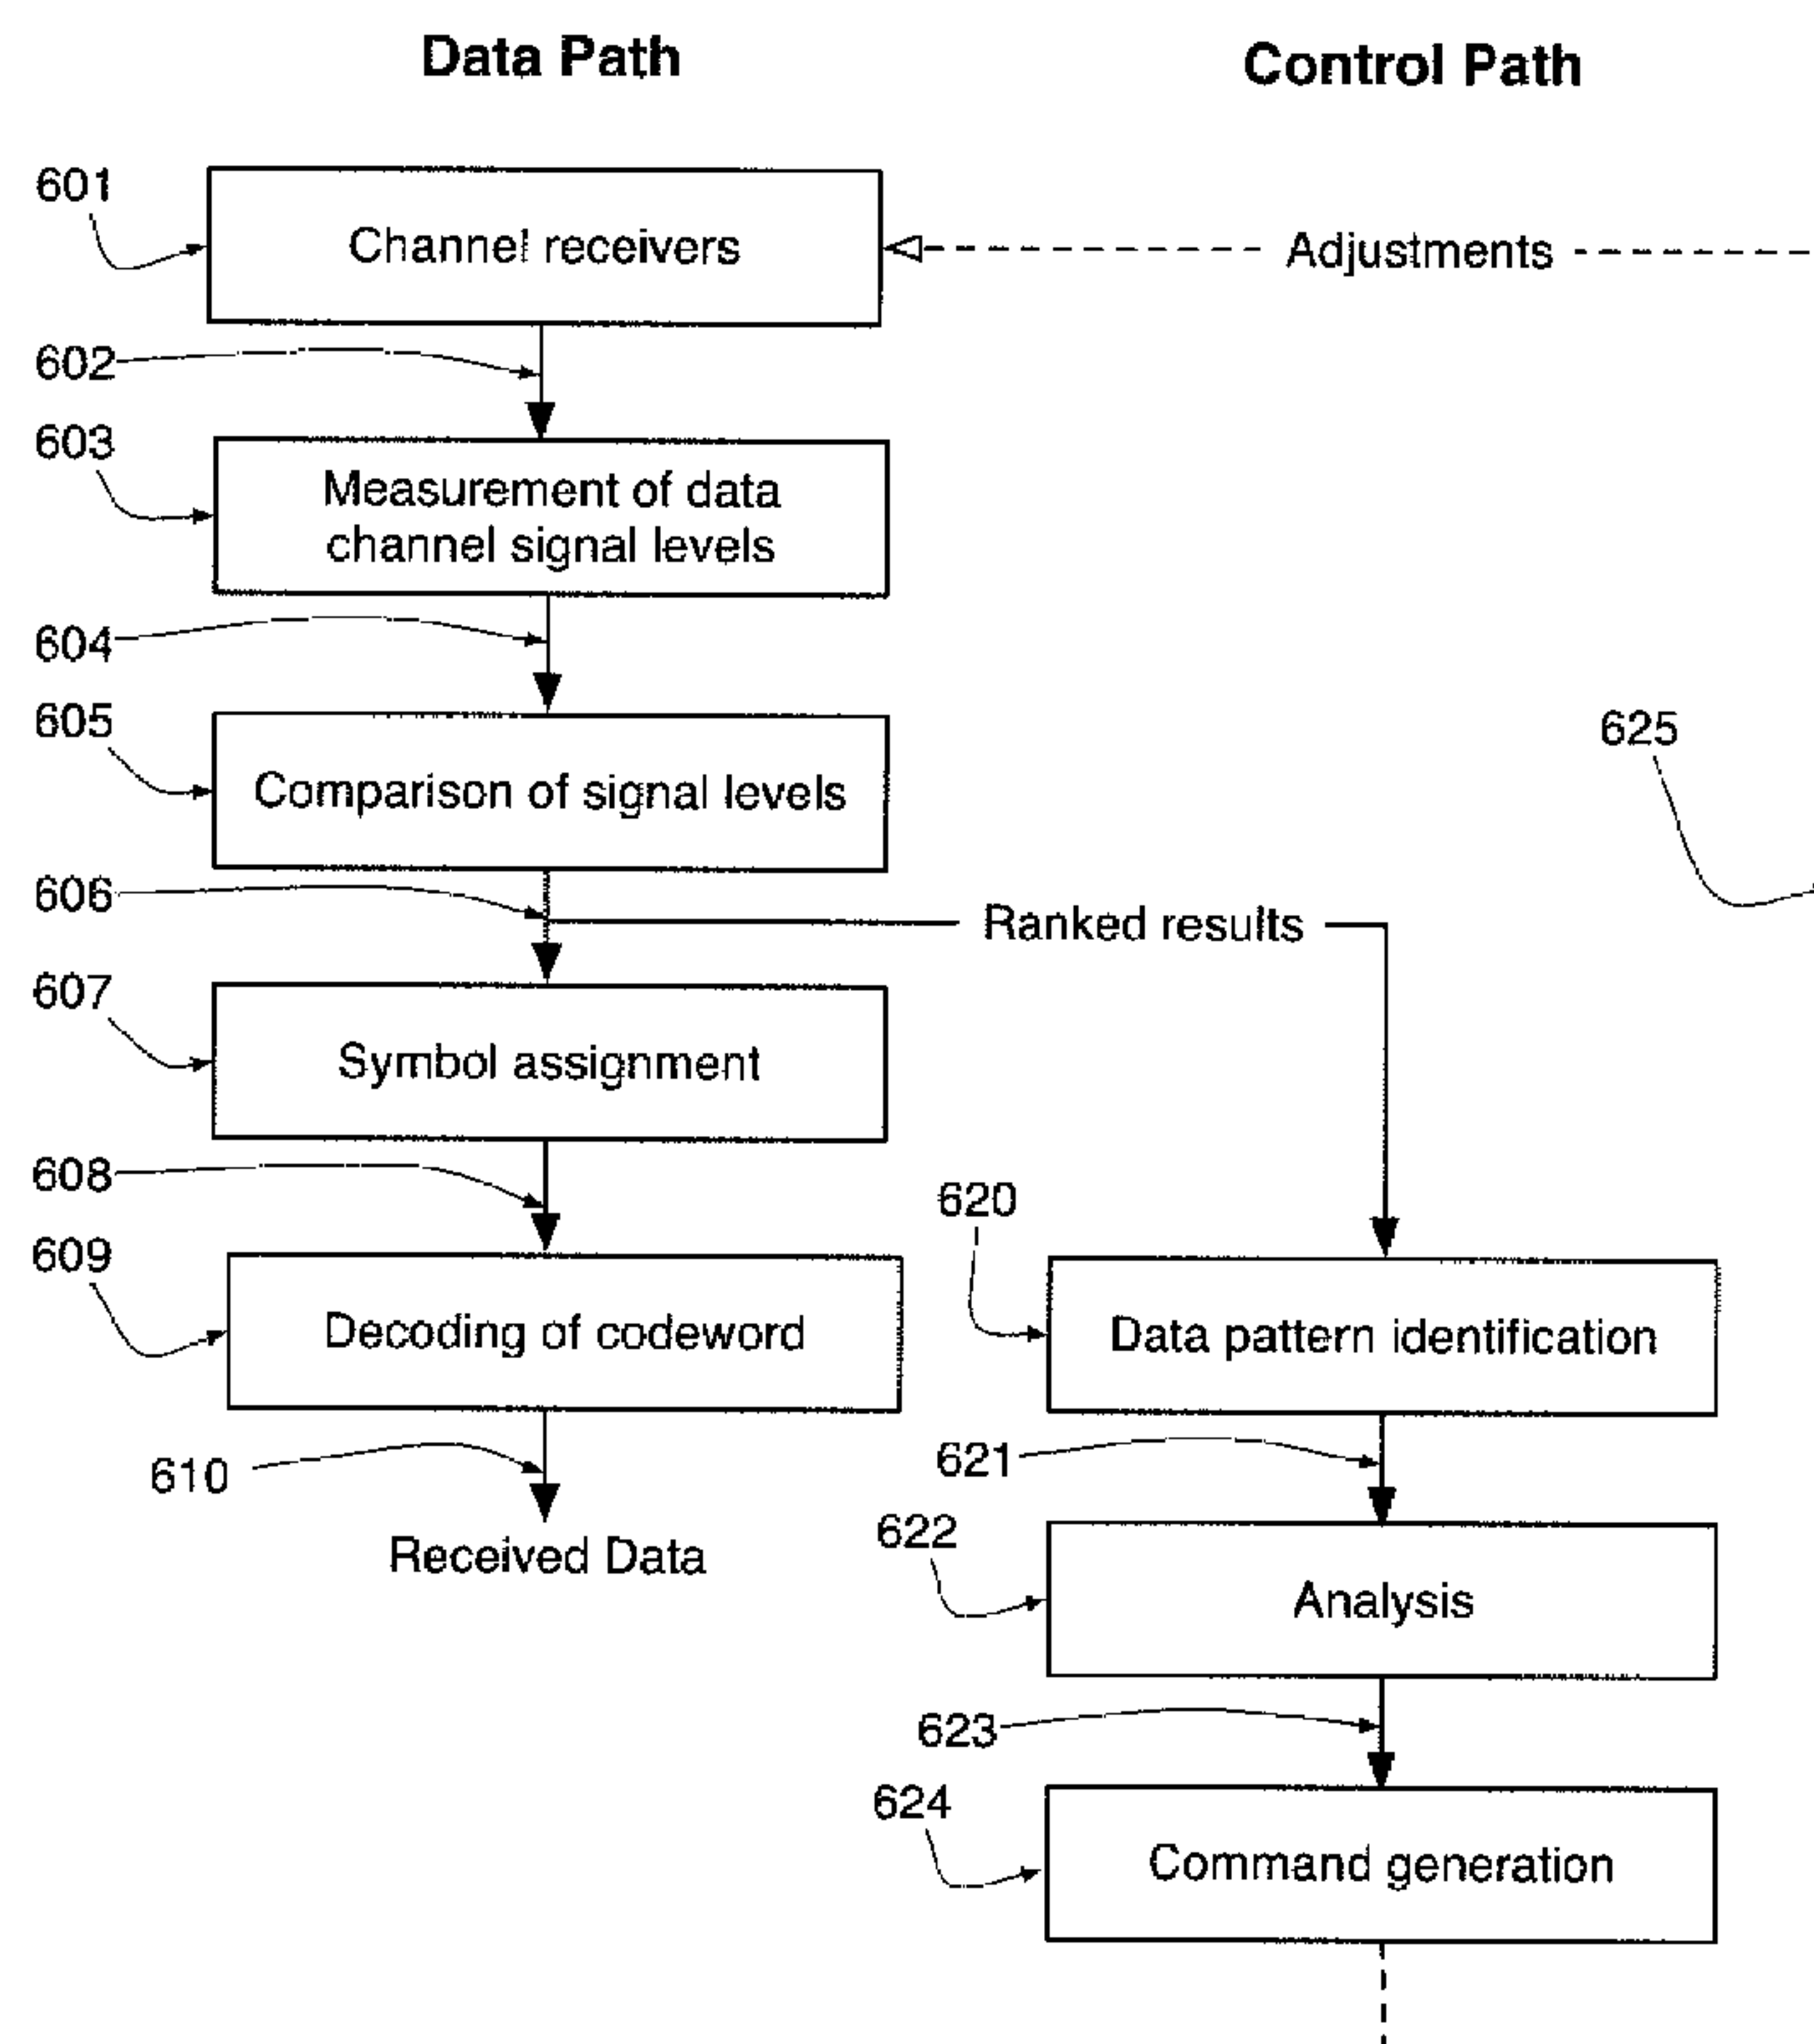 Data Path
Control Path
601
Channel receivers
Adjustments
602
603
Measurement of data
channel signal levels
604
605
Comparison of signal levels
625
606
Ranked results
607
Symbol assignment
608
620
609
Decoding of codeword
Data pattern identification
610
621
Received Data
622
Analysis
623
624
Command generation